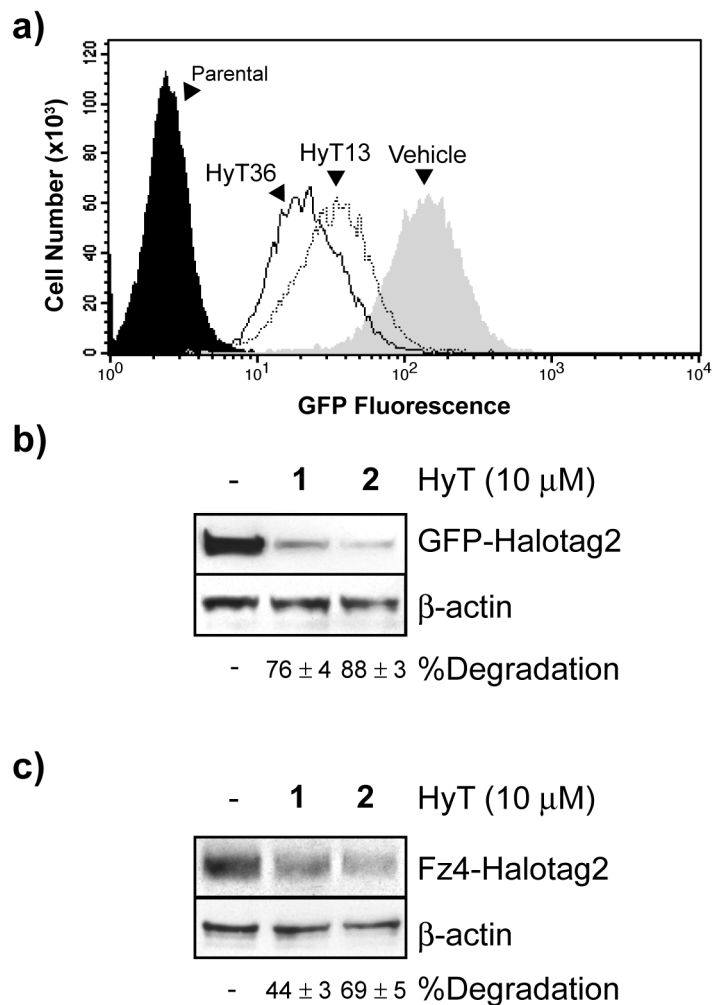 a)
Parental
HyT36
HyT13
Vehicle
Cell Number (x10³)
120
100
80
60
40
20
0
10⁰ 10¹ 10² 10³ 10⁴
GFP Fluorescence
b)
- 1 2 HyT (10 μM)
GFP-Halotag2
β-actin
- 76 ± 4 88 ± 3 %Degradation
c)
- 1 2 HyT (10 μM)
Fz4-Halotag2
β-actin
- 44 ± 3 69 ± 5 %Degradation